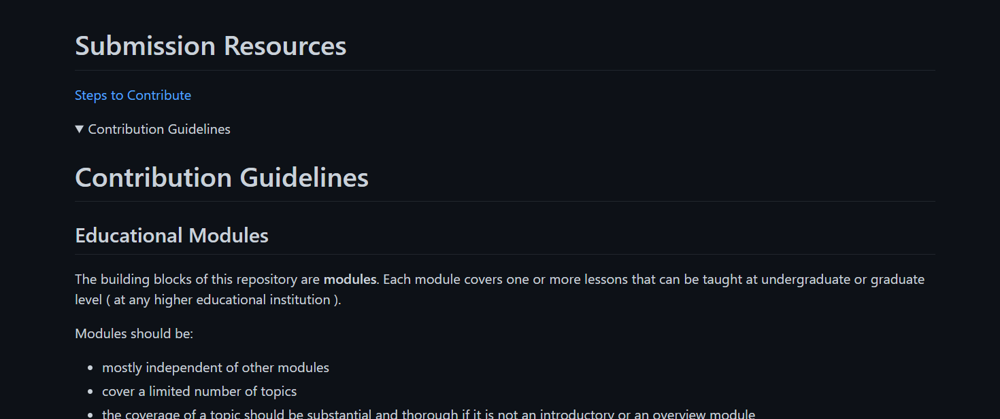 Submission Resources
Steps to Contribute
Contribution Guidelines
Contribution Guidelines
Educational Modules
The building blocks of this repository are modules. Each module covers one or more lessons that can be taught at undergraduate or graduate
level ( at any higher educational institution ).
Modules should be:
mostly independent of other modules
cover a limited number of topics
the coverage of a topic should be substantial and thorough if it is not an introductory or an overview module